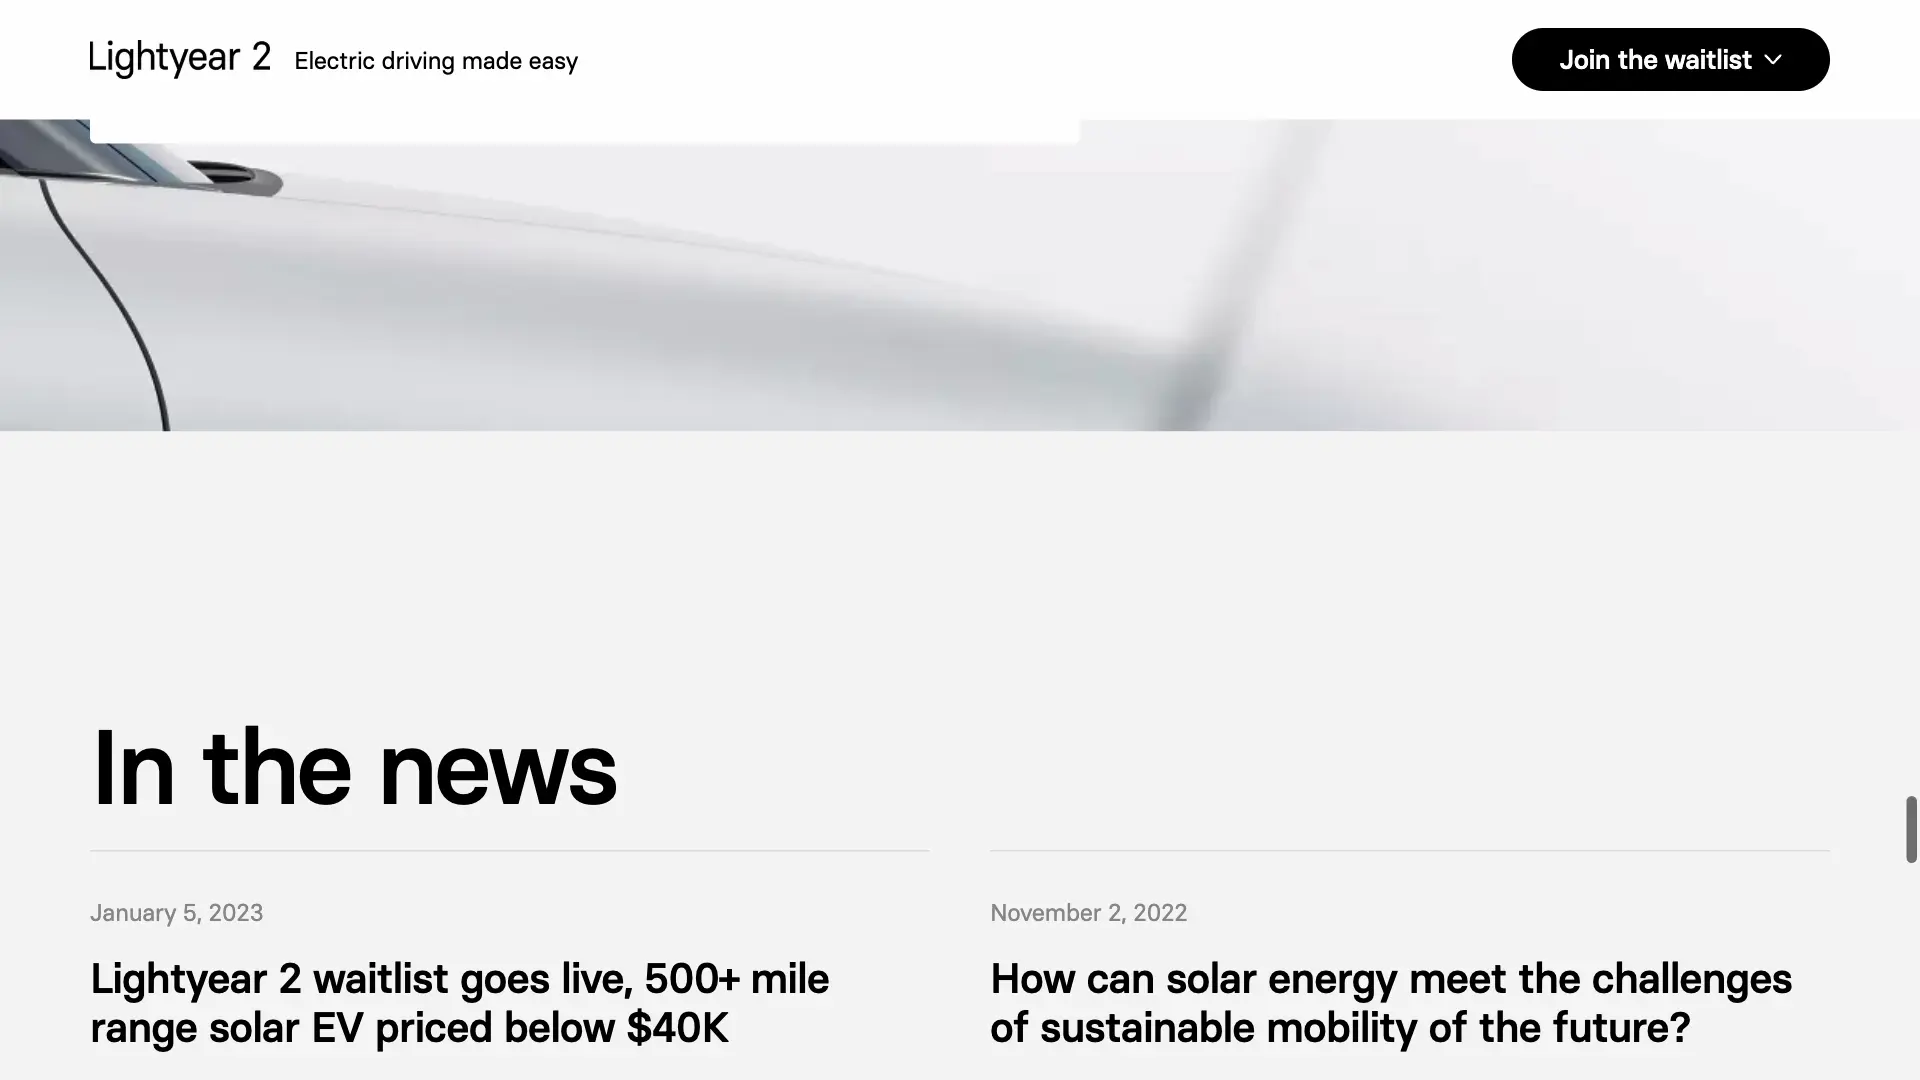 Lightyear 2 Electric driving made easy
Join the waitlist
In the news
January 5, 2023
Lightyear 2 waitlist goes live, 500+ mile
range solar EV priced below $40K
November 2, 2022
How can solar energy meet the challenges
of sustainable mobility of the future?